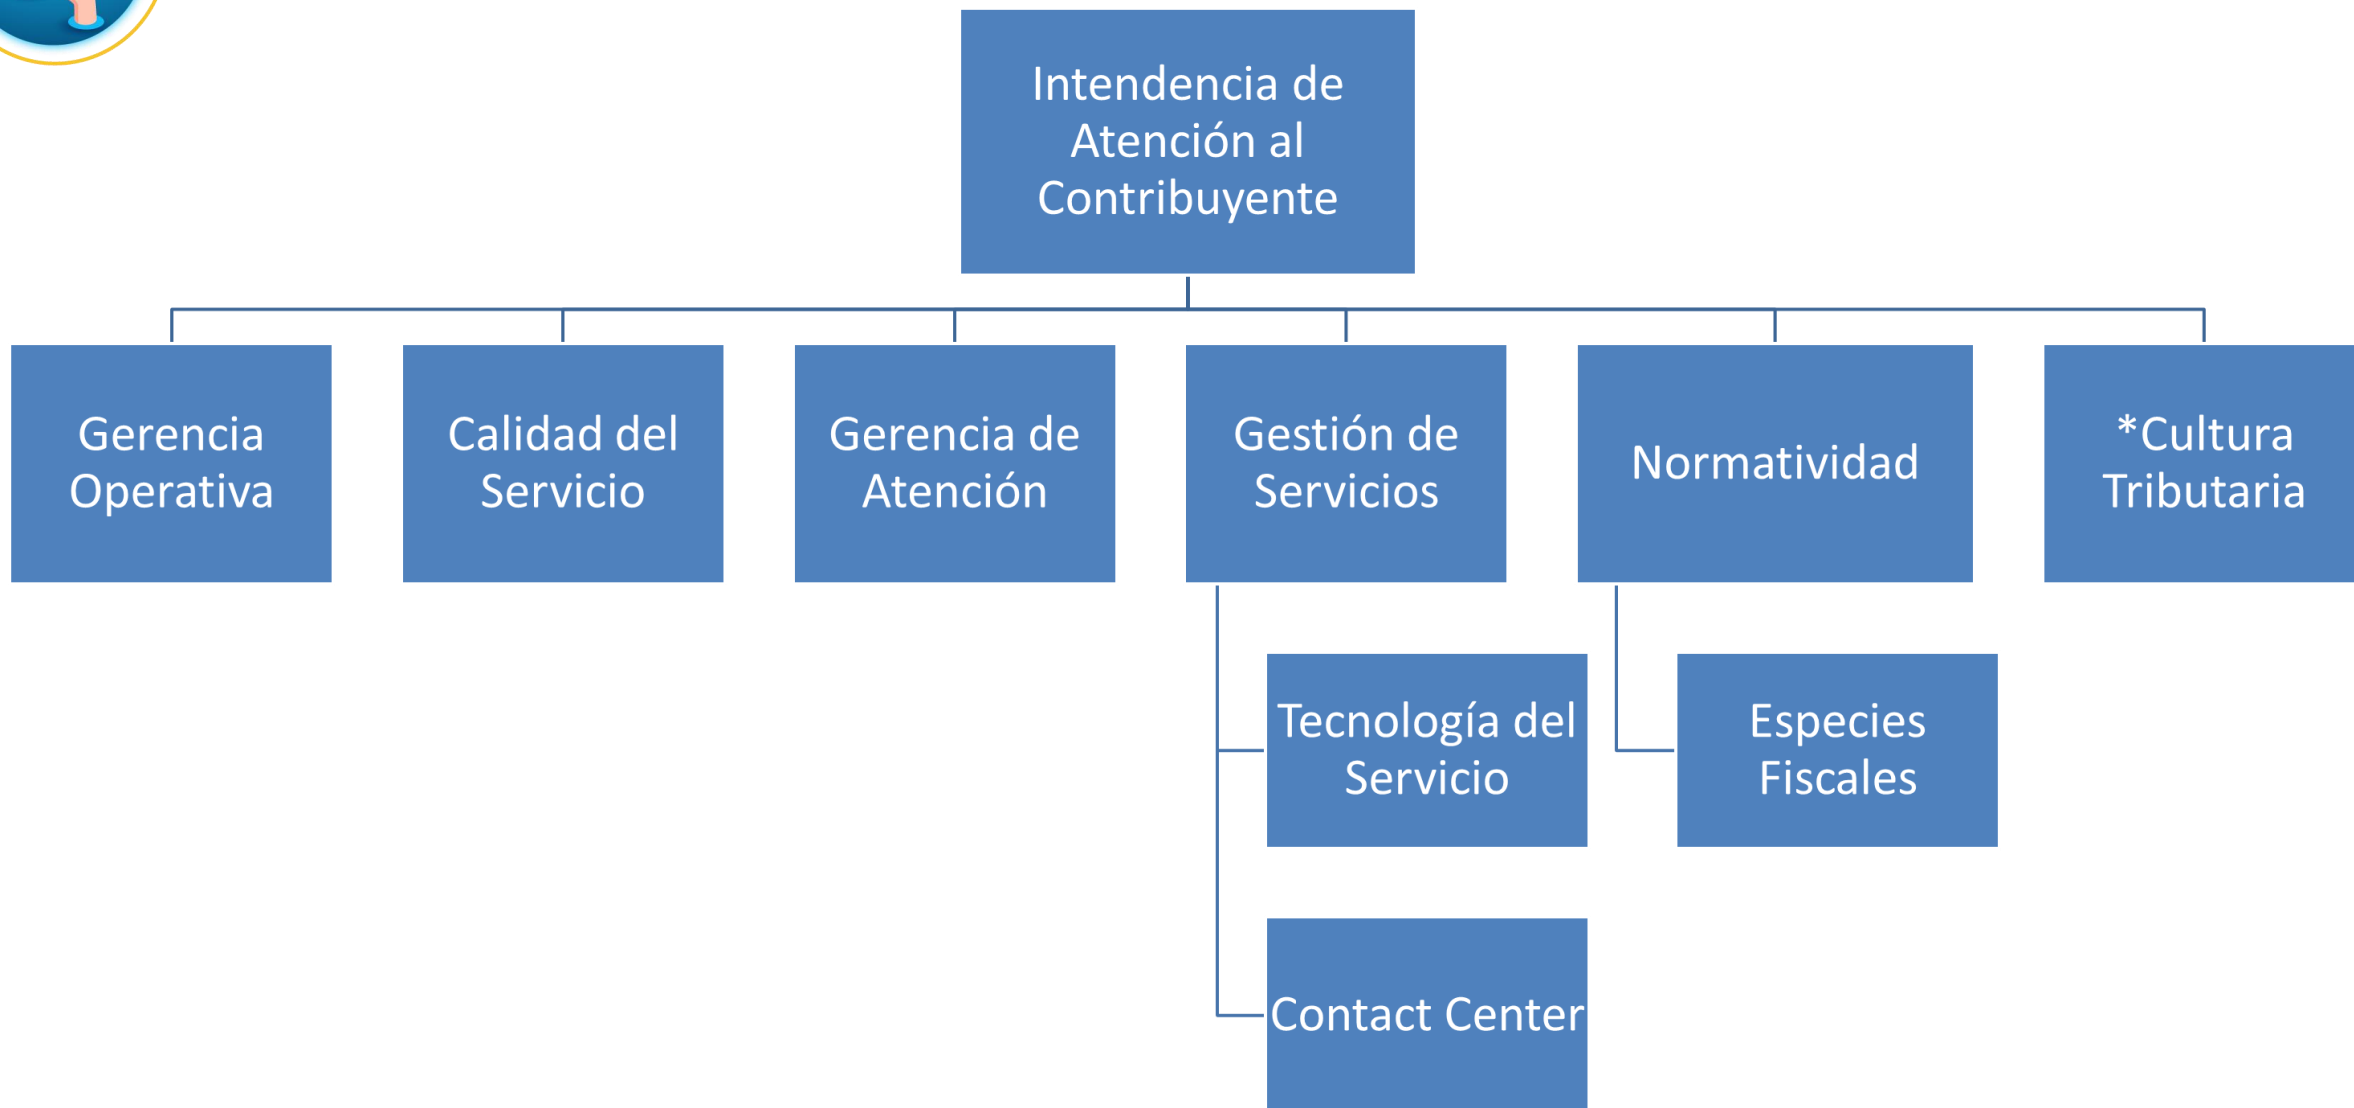 Intendencia de
Atención al
Contribuyente
Gerencia
Operativa
Calidad del
Servicio
Gerencia de
Atención
Gestión de
Servicios
Normatividad
*Cultura
Tributaria
Tecnología del
Servicio
Especies
Fiscales
Contact Center